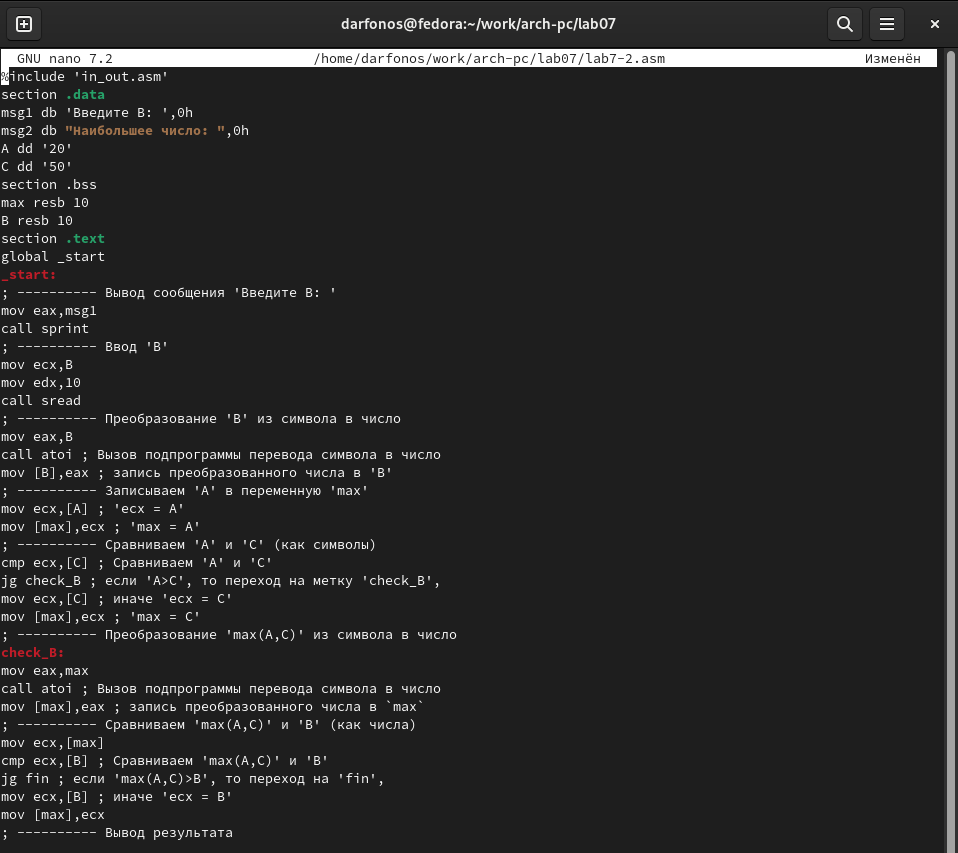 darfonos@fedora:~/work/arch-pc/lab07
GNU nano 7.2 /home/darfonos/work/arch-pc/lab07/lab7-2.asm Изменён
%include 'in_out.asm'
section .data
msg1 db 'Введите B: ',0h
msg2 db "Наибольшее число: ",0h
A dd '20'
C dd '50'
section .bss
max resb 10
B resb 10
section .text
global _start
_start:
; ---------- Вывод сообщения 'Введите B: '
mov eax,msg1
call sprint
; ---------- Ввод 'B'
mov ecx,B
mov edx,10
call sread
; ---------- Преобразование 'B' из символа в число
mov eax,B
call atoi ; Вызов подпрограммы перевода символа в число
mov [B],eax ; запись преобразованного числа в 'B'
; ---------- Записываем 'A' в переменную 'max'
mov ecx,[A] ; 'ecx = A'
mov [max],ecx ; 'max = A'
; ---------- Сравниваем 'A' и 'С' (как символы)
cmp ecx,[C] ; Сравниваем 'A' и 'С'
jg check_B ; если 'A>C', то переход на метку 'check_B',
mov ecx,[C] ; иначе 'ecx = C'
mov [max],ecx ; 'max = C'
; ---------- Преобразование 'max(A,C)' из символа в число
check_B:
mov eax,max
call atoi ; Вызов подпрограммы перевода символа в число
mov [max],eax ; запись преобразованного числа в `max`
; ---------- Сравниваем 'max(A,C)' и 'B' (как числа)
mov ecx,[max]
cmp ecx,[B] ; Сравниваем 'max(A,C)' и 'B'
jg fin ; если 'max(A,C)>B', то переход на 'fin',
mov ecx,[B] ; иначе 'ecx = B'
mov [max],ecx
; ---------- Вывод результата